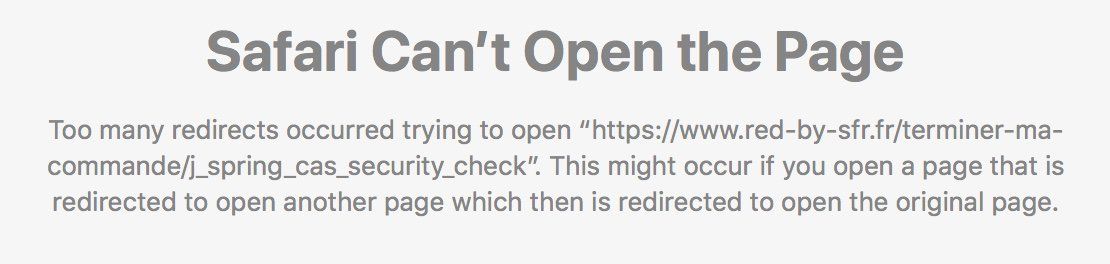 Safari Can’t Open the Page
Too many redirects occurred trying to open “https://www.red-by-sfr.fr/terminer-ma-
commande/j_spring_cas_security_check”. This might occur if you open a page that is
redirected to open another page which then is redirected to open the original page.